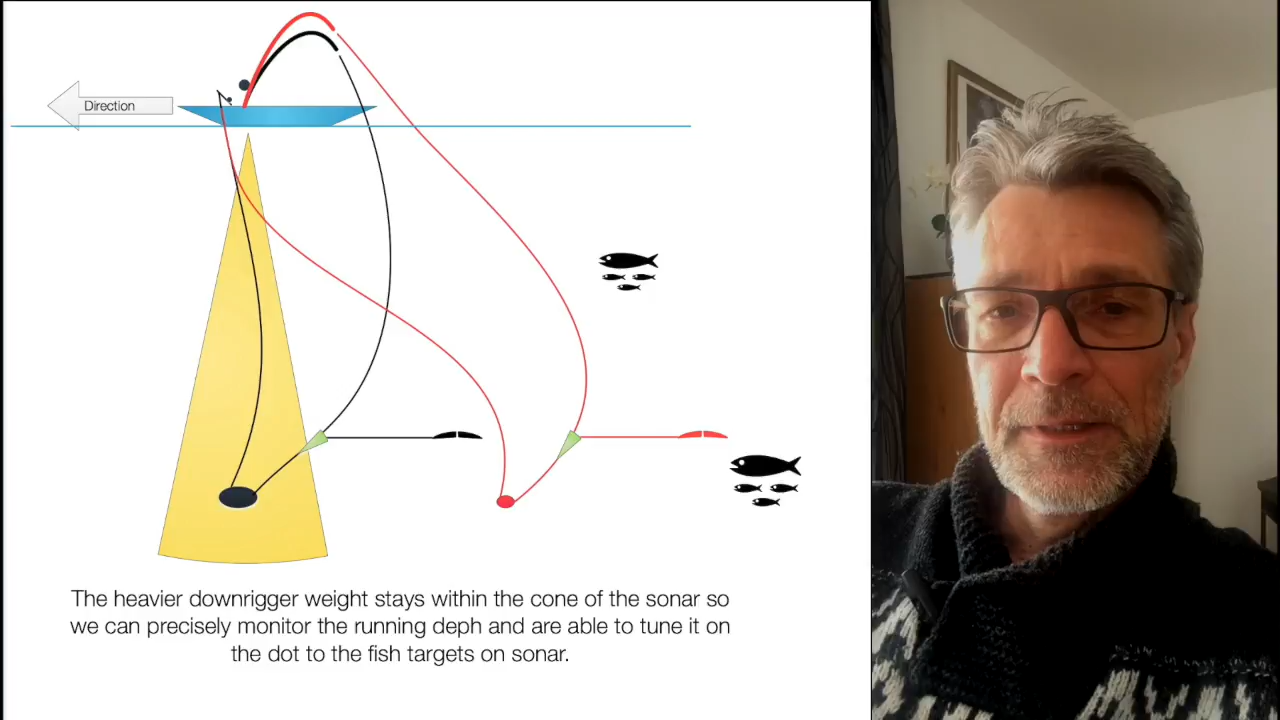 Direction
The heavier downrigger weight stays within the cone of the sonar so
we can precisely monitor the running deph and are able to tune it on
the dot to the fish targets on sonar.